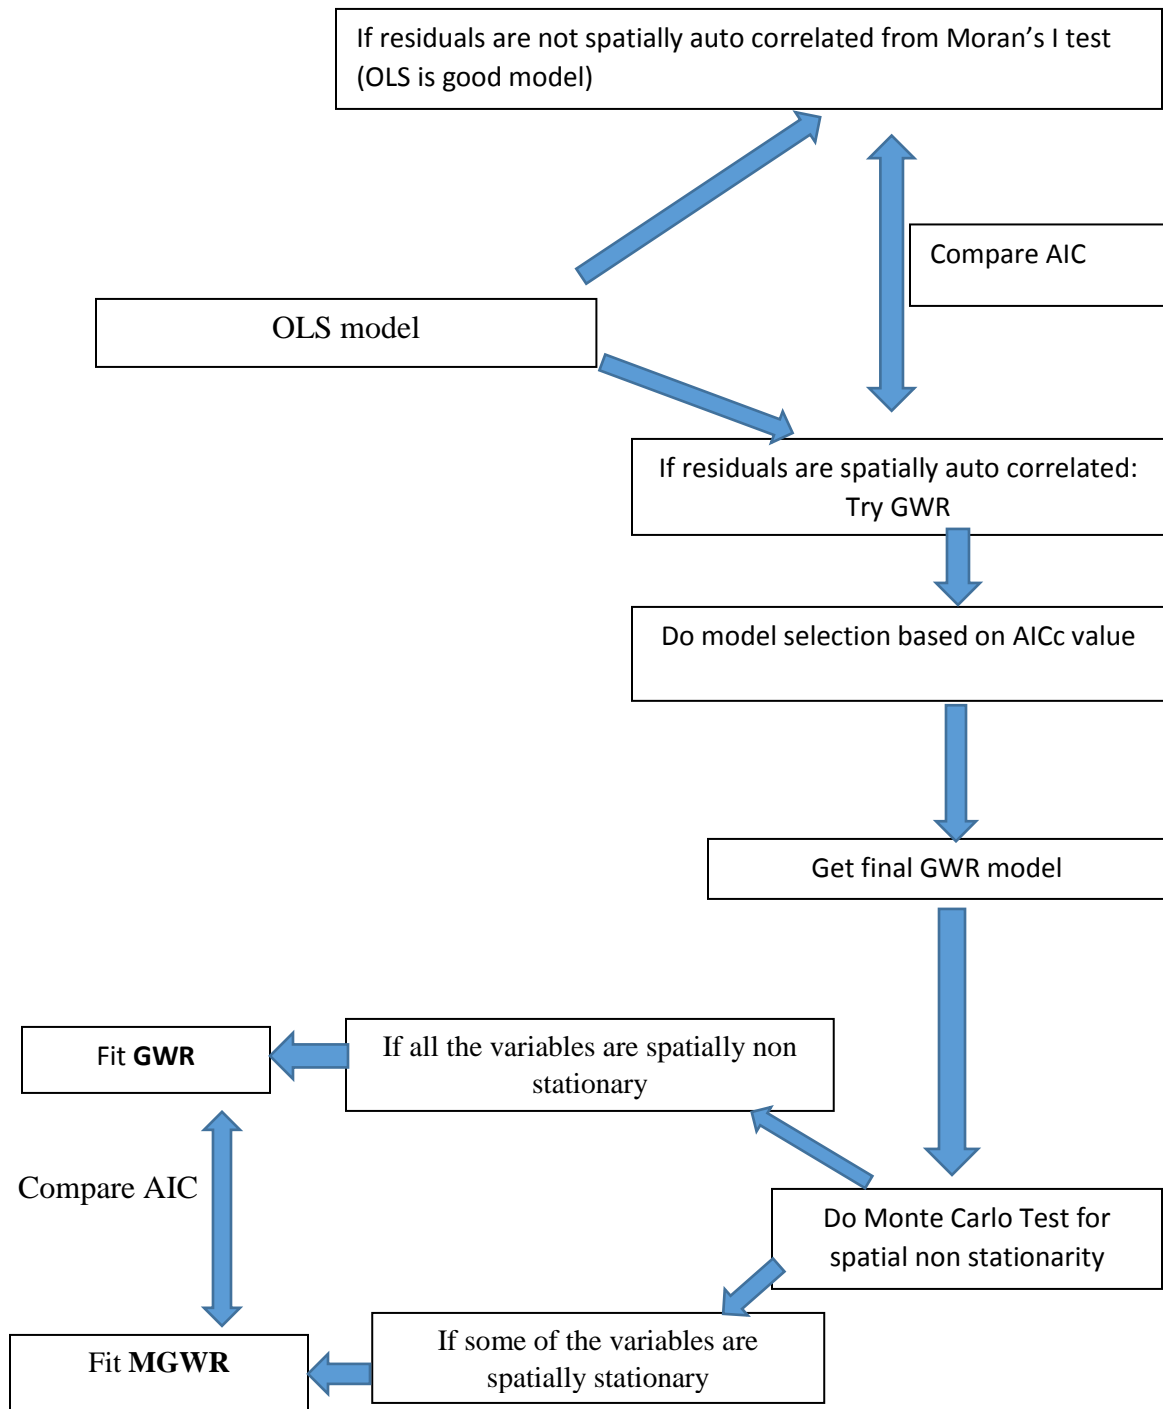 If residuals are not spatially auto correlated from Moran’s I test
(OLS is good model)
Compare AIC
OLS model
If residuals are spatially auto correlated:
Try GWR
Do model selection based on AICc value
Get final GWR model
If all the variables are spatially non
stationary
Fit GWR
Compare AIC
Do Monte Carlo Test for
spatial non stationarity
If some of the variables are
spatially stationary
Fit MGWR